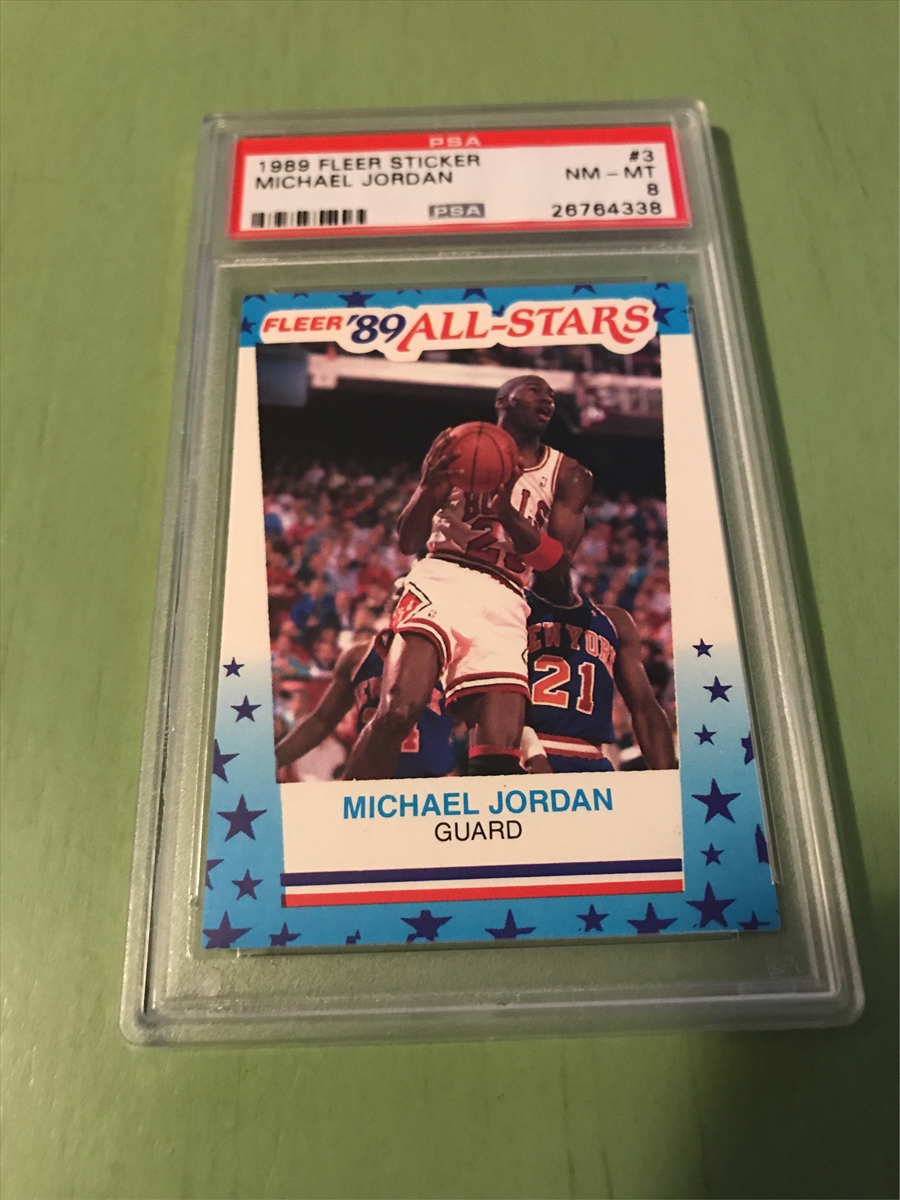 PSA
1989 FLEER STICKER #3
MICHAEL JORDAN NM - MT
8
PSA 26764338
FLEER '89 ALL-STARS
BULLS
NEW YORK
21
MICHAEL JORDAN
GUARD